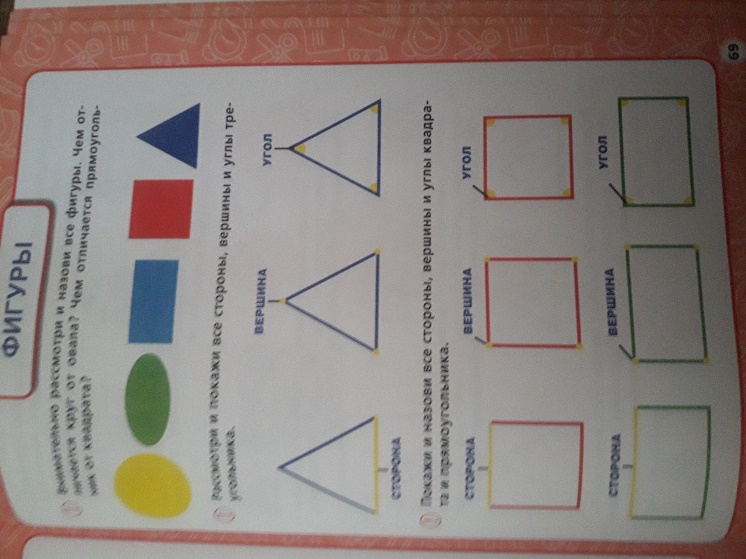 ФИГУРЫ
Внимательно рассмотри и назови все фигуры. Чем от-
личается круг от овала? Чем отличается прямоуголь-
ник от квадрата?
Рассмотри и покажи все стороны, вершины и углы тре-
угольника.
СТОРОНА
ВЕРШИНА
УГОЛ
Покажи и назови все стороны, вершины и углы квадра-
та и прямоугольника.
СТОРОНА
ВЕРШИНА
УГОЛ
СТОРОНА
ВЕРШИНА
УГОЛ
69